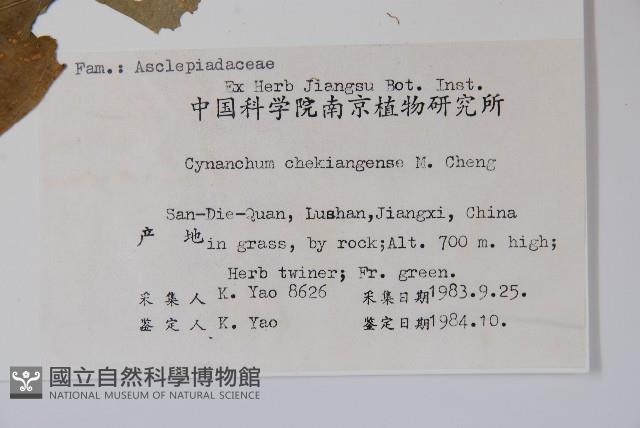 Fam.: Asclepiadaceae
Ex Herb Jiangsu Bot. Inst.
中国科学院南京植物研究所
Cynanchum chekiangense M. Cheng
San-Die-Quan, Lushan,Jiangxi, China
产 地 in grass, by rock;Alt. 700 m. high;
Herb twiner; Fr. green.
采集人 K. Yao 8626 采集日期 1983.9.25.
鉴定人 K. Yao 鉴定日期 1984.10.
國立自然科學博物館
NATIONAL MUSEUM OF NATURAL SCIENCE